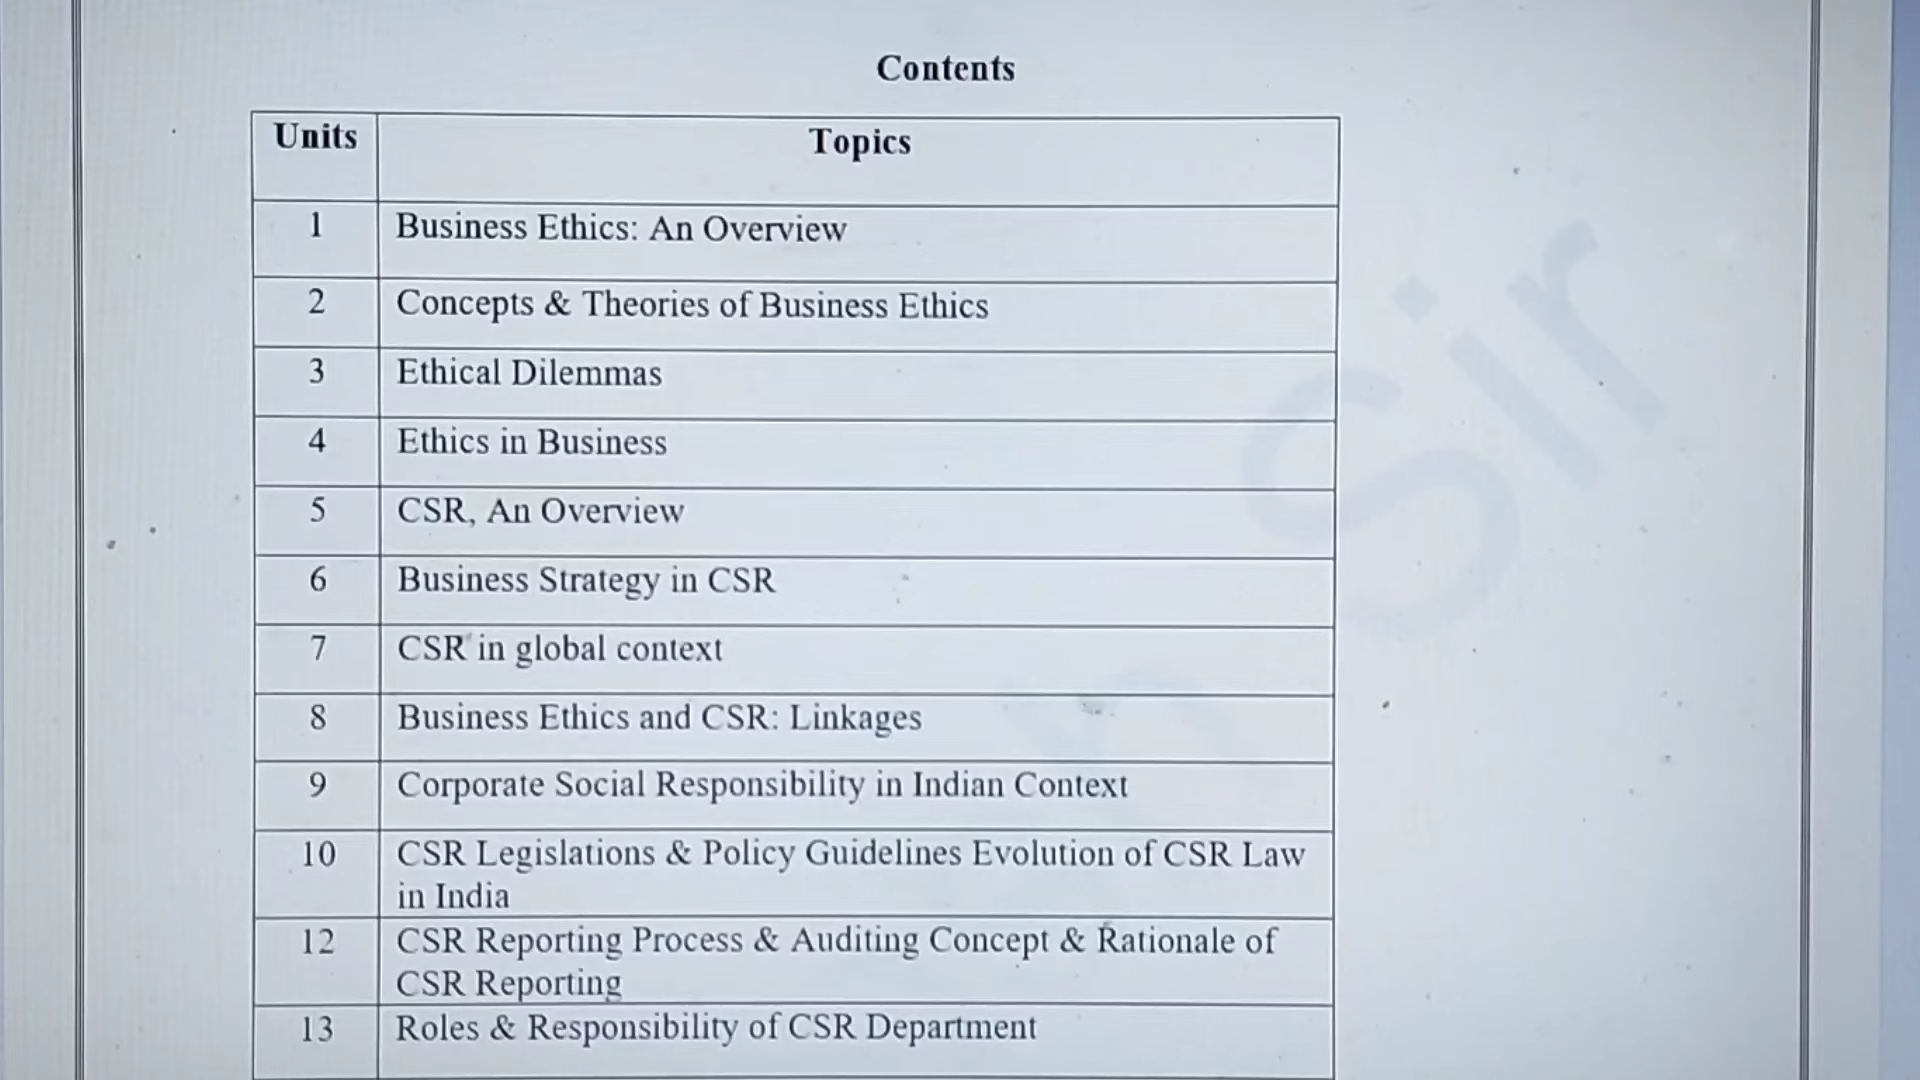 Contents
Units Topics
1 Business Ethics: An Overview
2 Concepts & Theories of Business Ethics
3 Ethical Dilemmas
4 Ethics in Business
5 CSR, An Overview
6 Business Strategy in CSR
7 CSR in global context
8 Business Ethics and CSR: Linkages
9 Corporate Social Responsibility in Indian Context
10 CSR Legislations & Policy Guidelines Evolution of CSR Law
in India
12 CSR Reporting Process & Auditing Concept & Rationale of
CSR Reporting
13 Roles & Responsibility of CSR Department
Sir